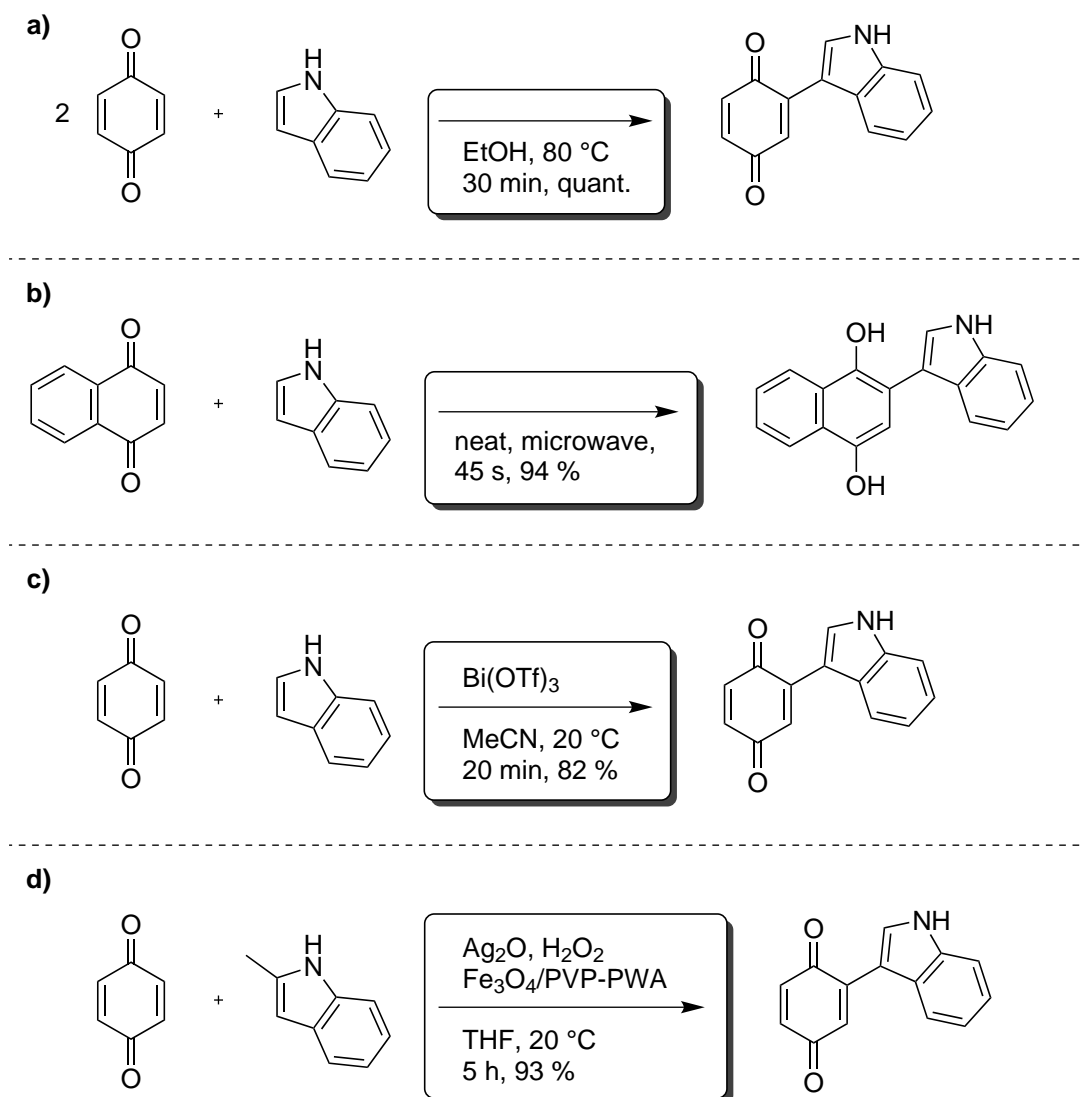 a)
O
O
2
+
H
N
EtOH, 80 °C
30 min, quant.
O
O
NH
b)
O
O
+
H
N
neat, microwave,
45 s, 94 %
OH
OH
NH
c)
O
O
+
H
N
Bi(OTf)3
MeCN, 20 °C
20 min, 82 %
O
O
NH
d)
O
O
+
H
N
Ag2O, H2O2
Fe3O4/PVP-PWA
THF, 20 °C
5 h, 93 %
O
O
NH